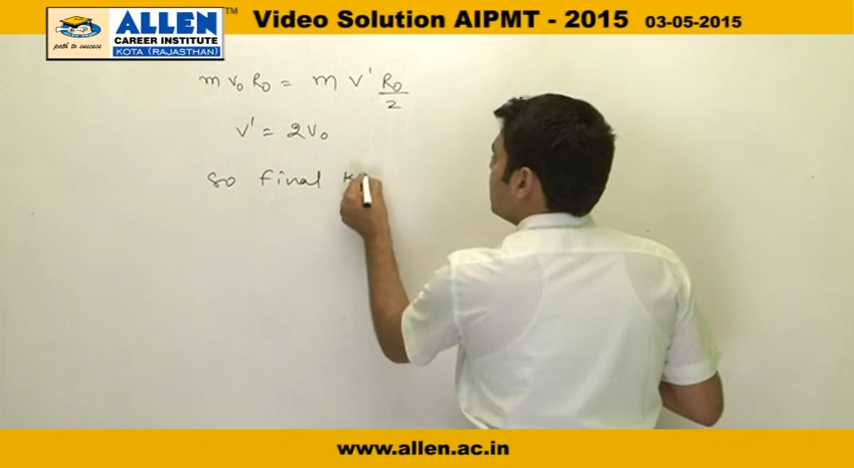 ALLEN
CAREER INSTITUTE
KOTA (RAJASTHAN)
path to success
TM
Video Solution AIPMT - 2015 03-05-2015
m v₀ R₀ = m v' R₀/2
v' = 2v₀
so final
www.allen.ac.in